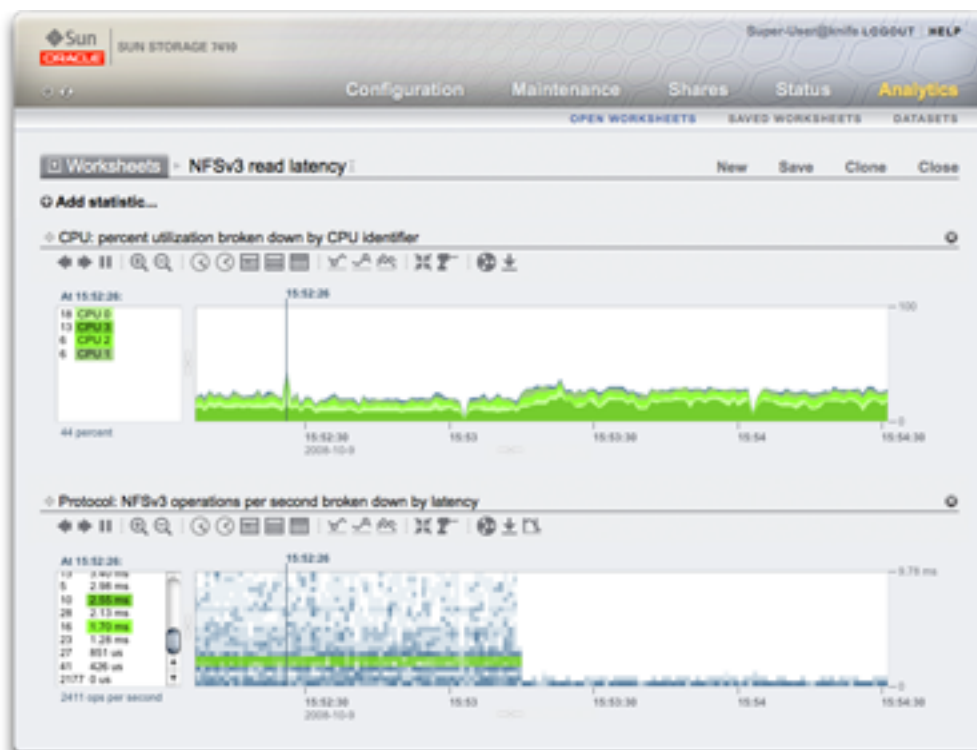 Sun
ORACLE
SUN STORAGE 7410
Super-User@knife LOGOUT HELP
Configuration Maintenance Shares Status Analytics
OPEN WORKSHEETS SAVED WORKSHEETS DATASETS
Worksheets NFSv3 read latency
New Save Clone Close
Add statistic...
CPU: percent utilization broken down by CPU identifier
At 15:52:26:
15:52:26
18 CPU 0
13 CPU 3
6 CPU 2
6 CPU 1
44 percent
100
0
15:52:30 15:53 15:53:30 15:54 15:54:30
2008-10-9
Protocol: NFSv3 operations per second broken down by latency
At 15:52:26:
15:52:26
3.40 ms
5 2.98 ms
10 2.55 ms
28 2.13 ms
16 1.70 ms
23 1.28 ms
27 851 us
41 426 us
2177 0 us
2411 ops per second
9.78 ms
0
15:52:30 15:53 15:53:30 15:54 15:54:30
2008-10-9